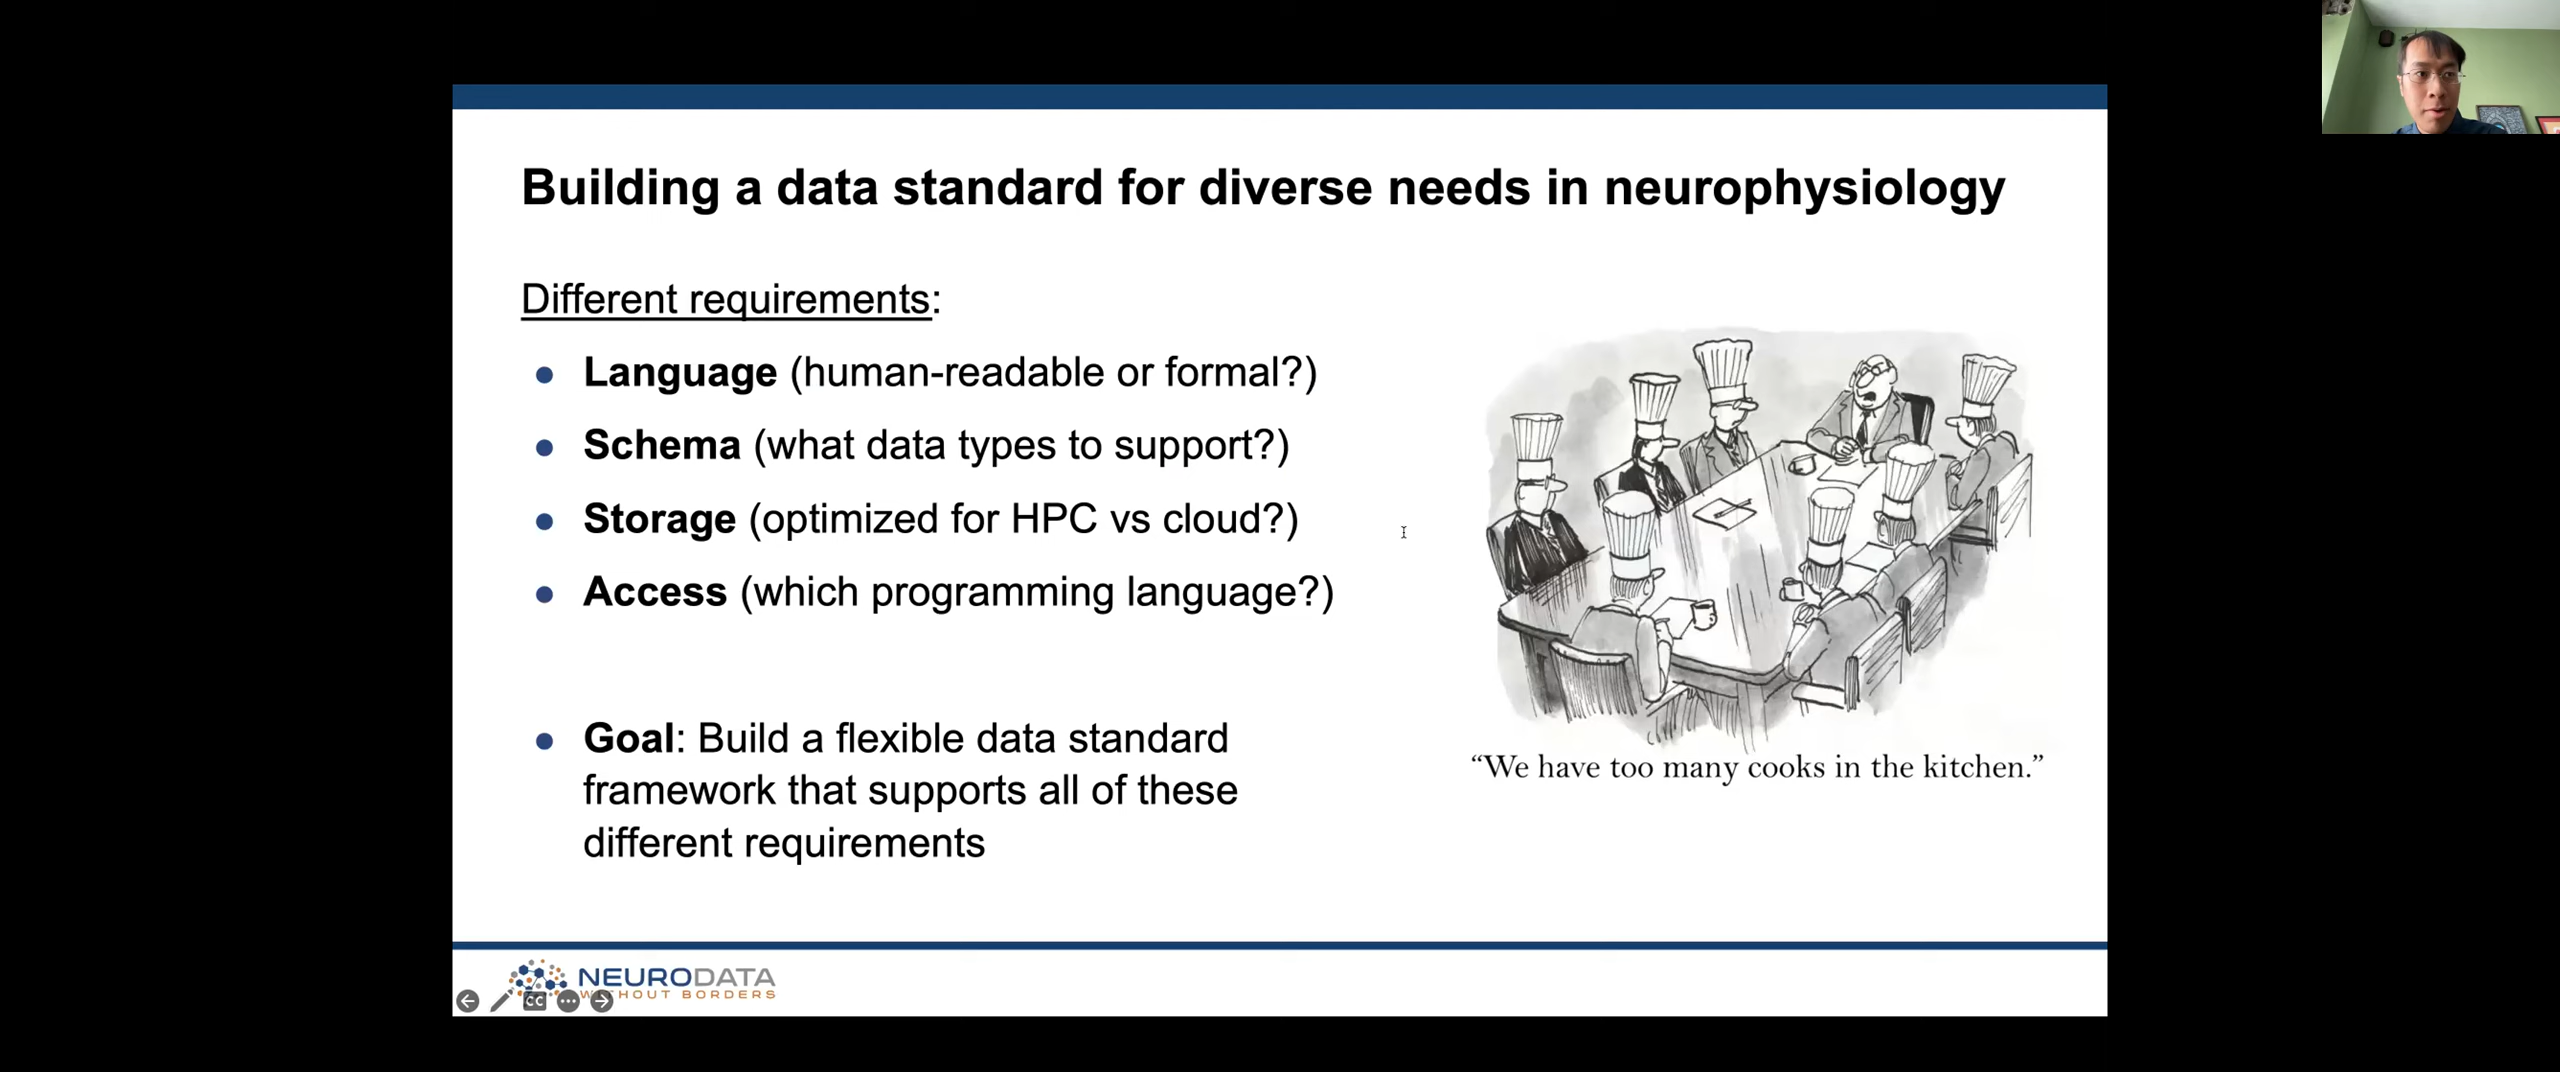 Building a data standard for diverse needs in neurophysiology
Different requirements:
● Language (human-readable or formal?)
● Schema (what data types to support?)
● Storage (optimized for HPC vs cloud?)
● Access (which programming language?)
● Goal: Build a flexible data standard
framework that supports all of these
different requirements
“We have too many cooks in the kitchen.”
NEURODATA
HOUT BORDERS
CC